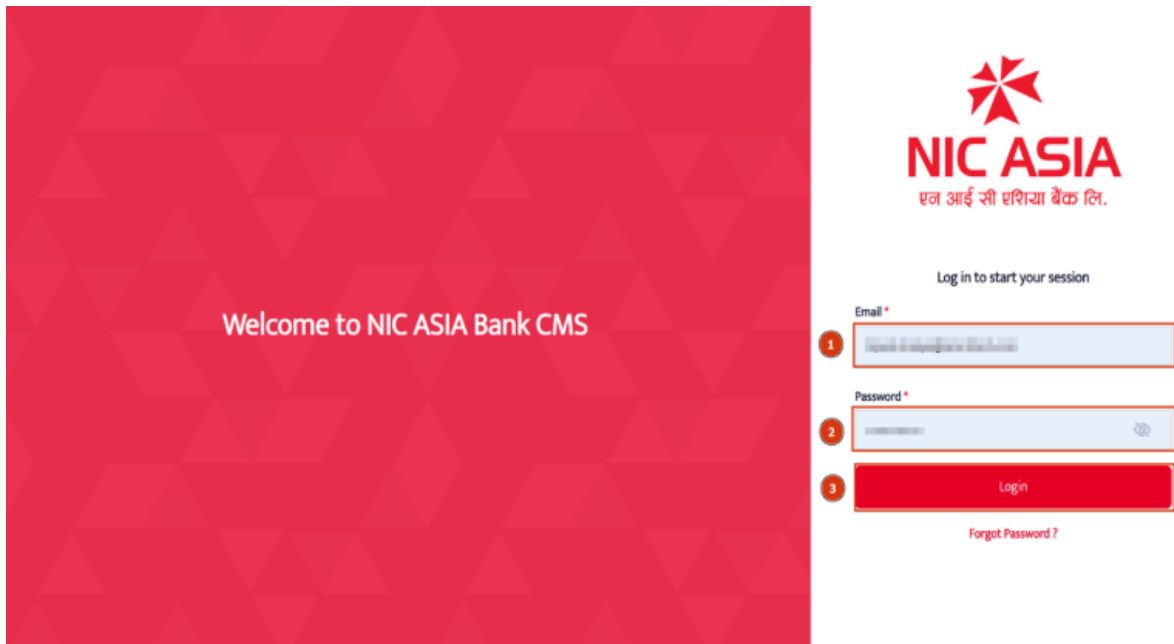 Welcome to NIC ASIA Bank CMS
NIC ASIA
एन आई सी एशिया बैंक लि.
Log in to start your session
Email *
1
Password *
2
3
Login
Forgot Password ?